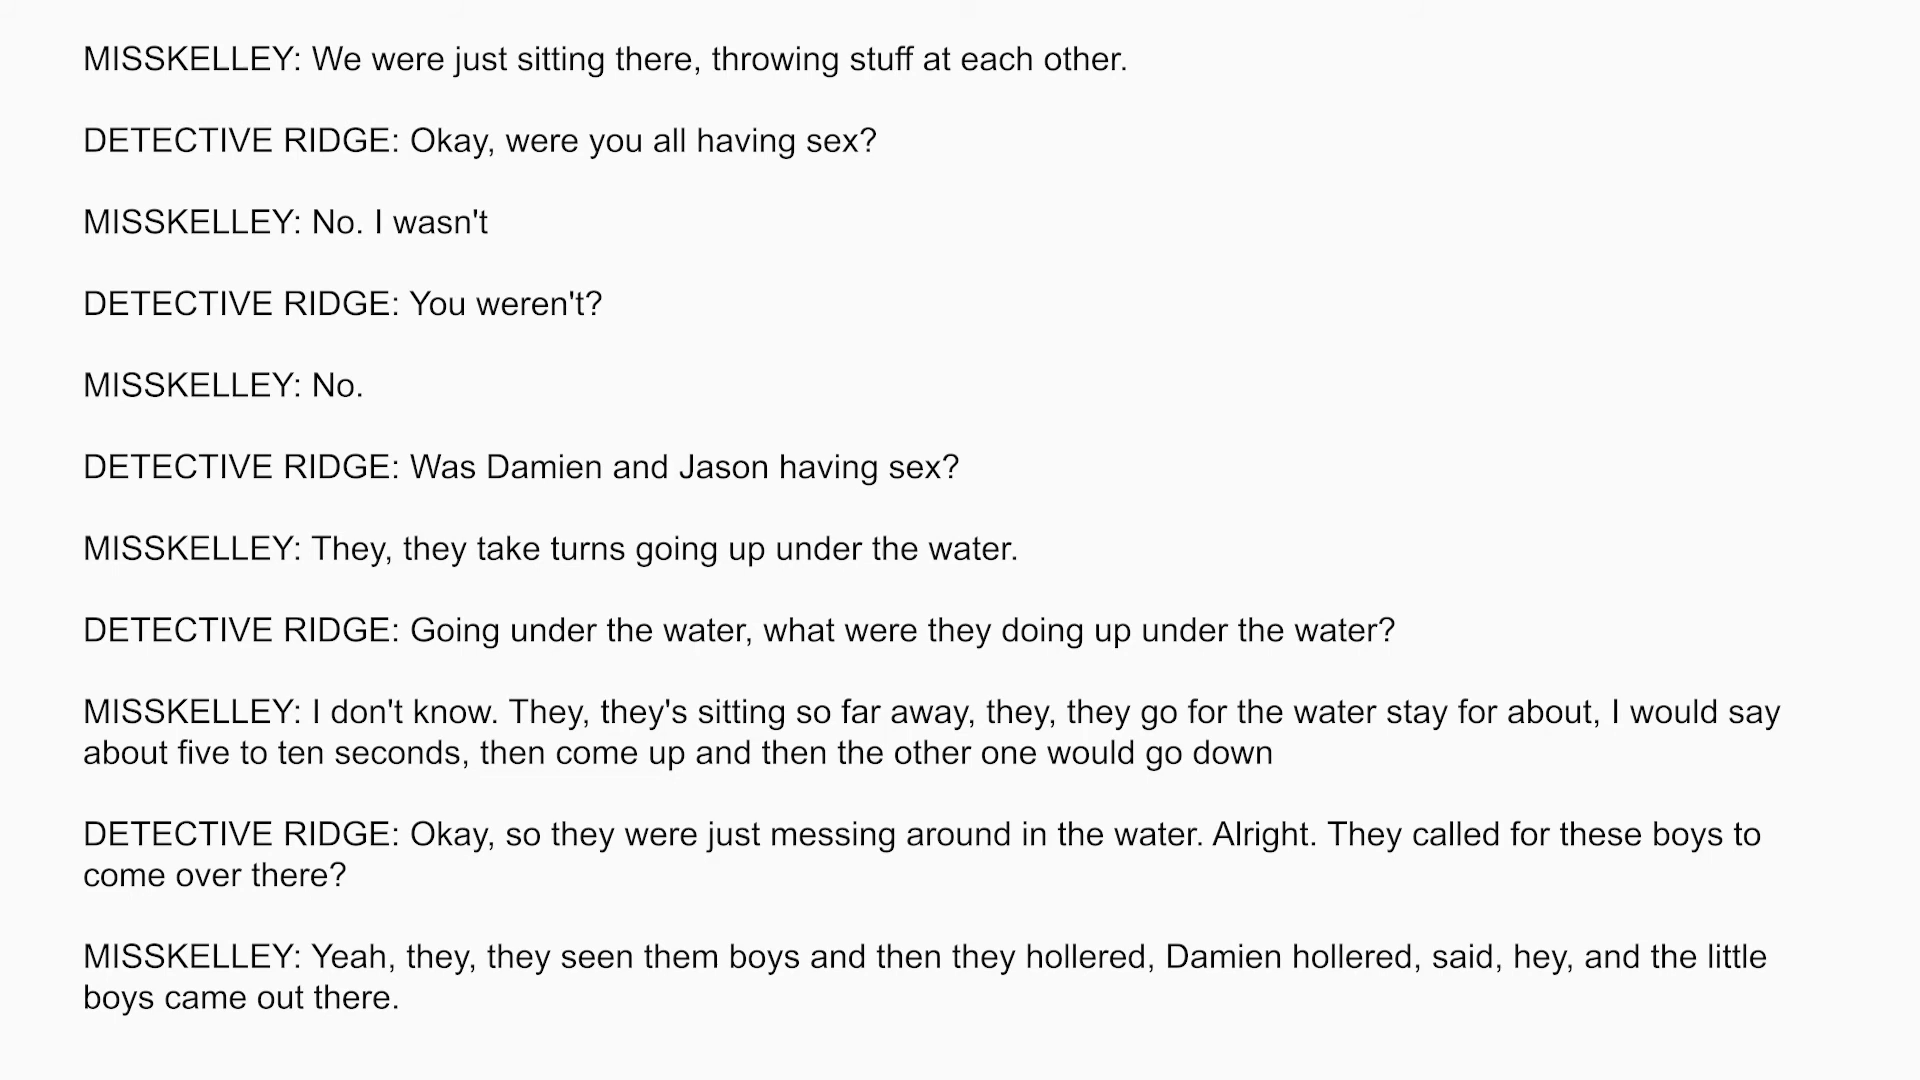 MISSKELLEY: We were just sitting there, throwing stuff at each other.
DETECTIVE RIDGE: Okay, were you all having sex?
MISSKELLEY: No. I wasn't
DETECTIVE RIDGE: You weren't?
MISSKELLEY: No.
DETECTIVE RIDGE: Was Damien and Jason having sex?
MISSKELLEY: They, they take turns going up under the water.
DETECTIVE RIDGE: Going under the water, what were they doing up under the water?
MISSKELLEY: I don't know. They, they's sitting so far away, they, they go for the water stay for about, I would say
about five to ten seconds, then come up and then the other one would go down
DETECTIVE RIDGE: Okay, so they were just messing around in the water. Alright. They called for these boys to
come over there?
MISSKELLEY: Yeah, they, they seen them boys and then they hollered, Damien hollered, said, hey, and the little
boys came out there.